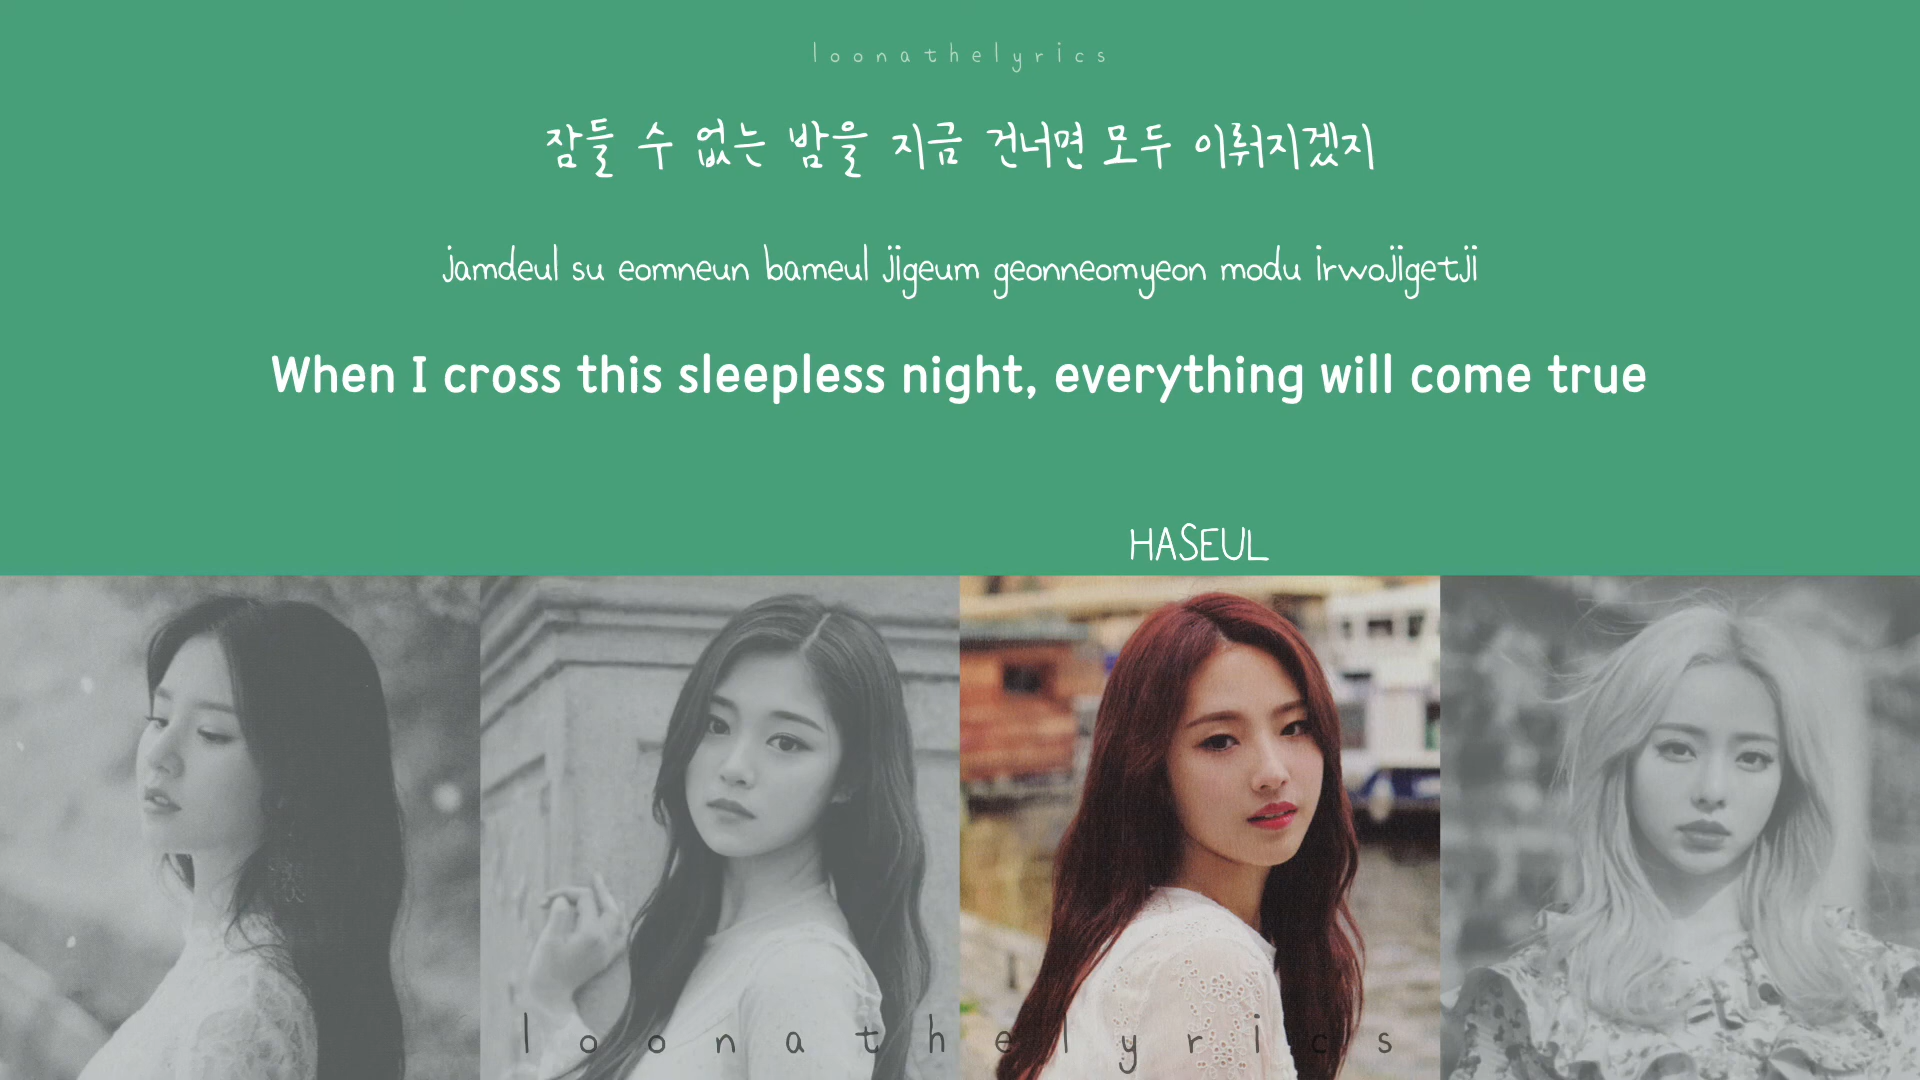 loonathelyrics
잠들 수 없는 밤을 지금 건너면 모두 이뤄지겠지
jamdeul su eomneun bameul jigeum geonneomyeon modu irwojigetji
When I cross this sleepless night, everything will come true
HASEUL
loonathelyrics